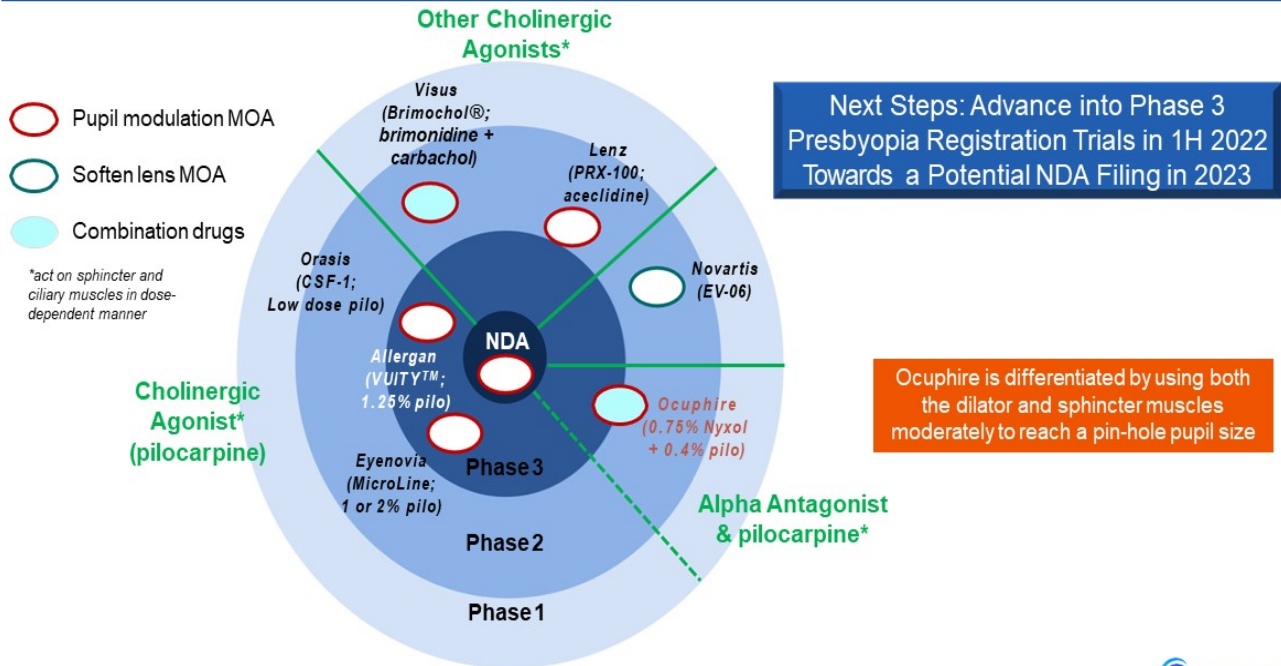 Other Cholinergic
Agonists*
Pupil modulation MOA
Soften lens MOA
Combination drugs
*act on sphincter and
ciliary muscles in dose-
dependent manner
Visus
(Brimochol®;
brimonidine +
carbachol)
Lenz
(PRX-100;
aceclidine)
Orasis
(CSF-1;
Low dose pilo)
Novartis
(EV-06)
NDA
Allergan
(VUITY™;
1.25% pilo)
Cholinergic
Agonist*
(pilocarpine)
Eyenovia
(MicroLine;
1 or 2% pilo)
Ocuphire
(0.75% Nyxol
+ 0.4% pilo)
Phase 3
Alpha Antagonist
& pilocarpine*
Phase 2
Phase 1
Next Steps: Advance into Phase 3
Presbyopia Registration Trials in 1H 2022
Towards a Potential NDA Filing in 2023
Ocuphire is differentiated by using both
the dilator and sphincter muscles
moderately to reach a pin-hole pupil size